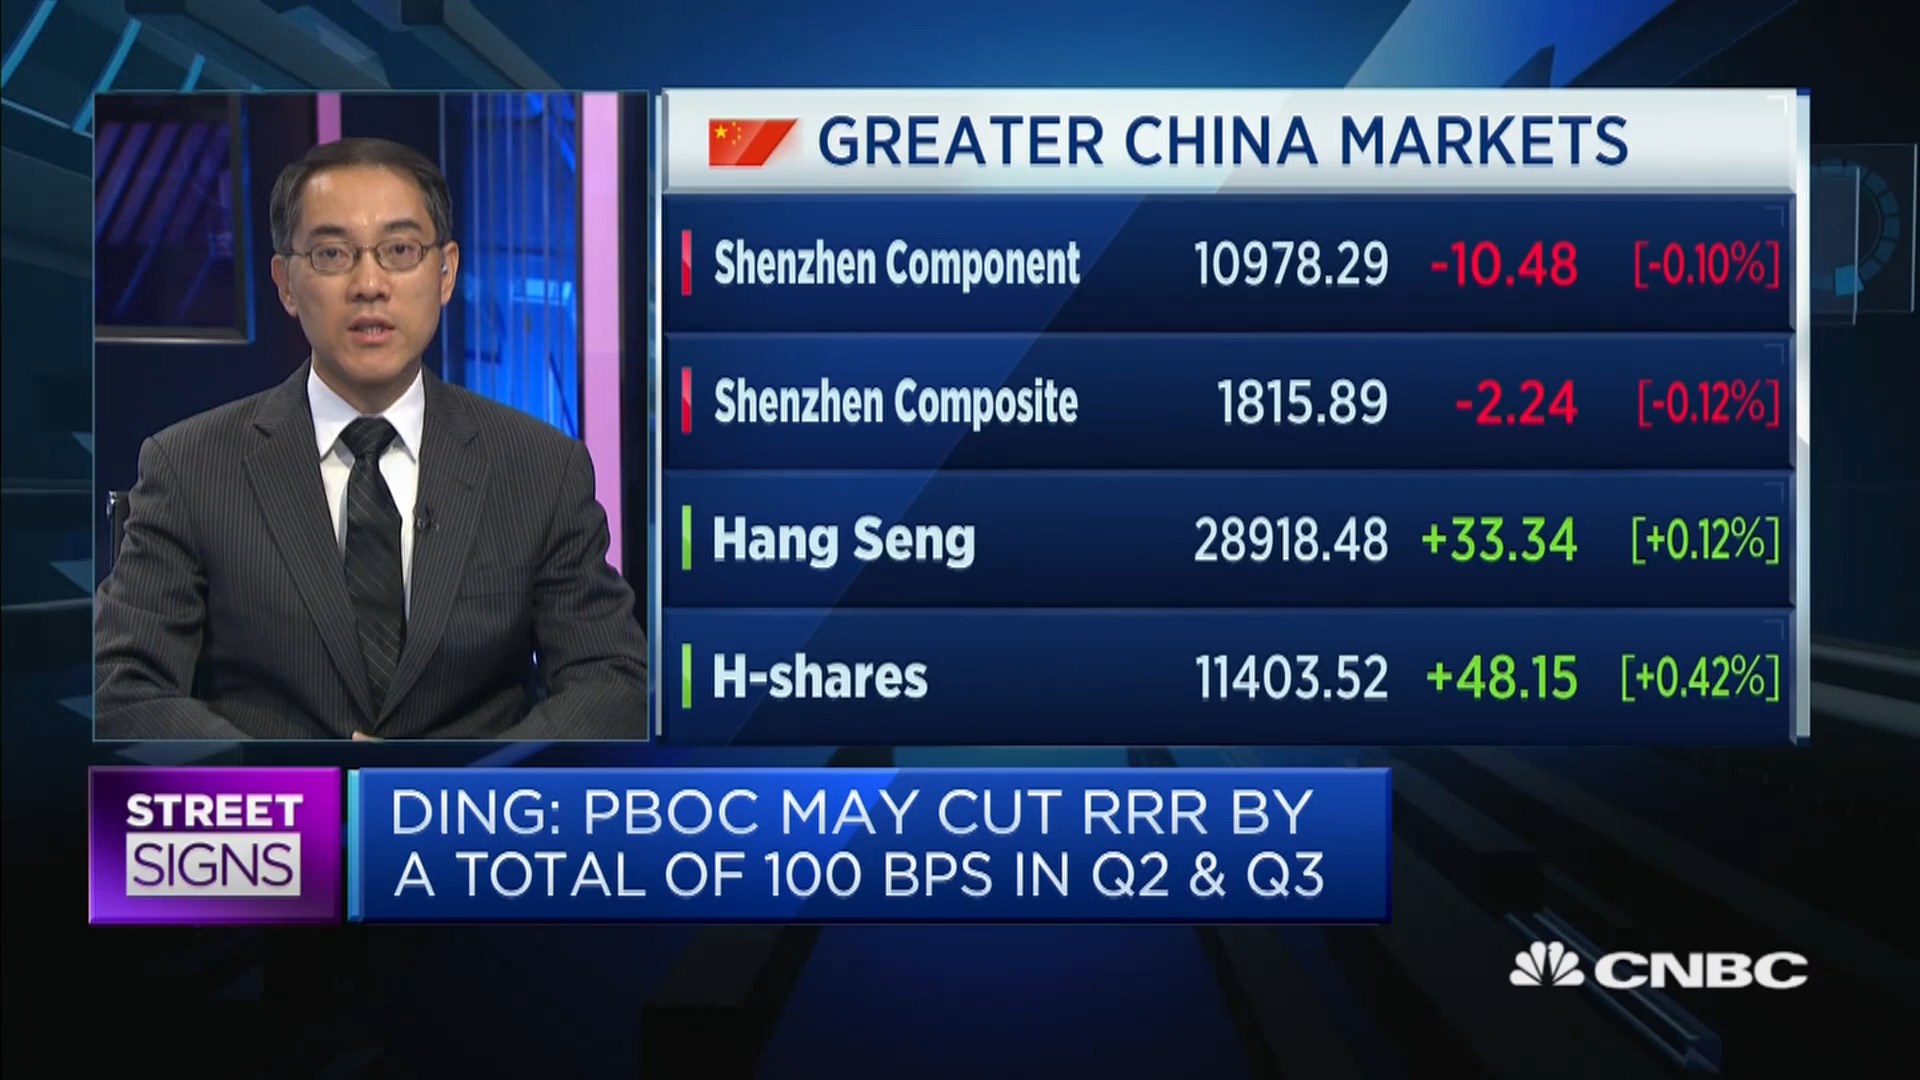 GREATER CHINA MARKETS
Shenzhen Component 10978.29 -10.48 [-0.10%]
Shenzhen Composite 1815.89 -2.24 [-0.12%]
Hang Seng 28918.48 +33.34 [+0.12%]
H-shares 11403.52 +48.15 [+0.42%]
STREET
SIGNS
DING: PBOC MAY CUT RRR BY
A TOTAL OF 100 BPS IN Q2 & Q3
CNBC